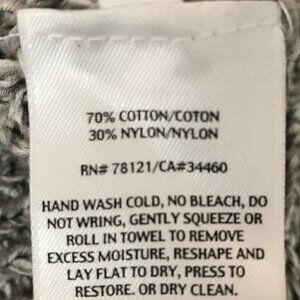 70% COTTON/COTON
30% NYLON/NYLON
RN# 78121/CA#34460
HAND WASH COLD, NO BLEACH, DO
NOT WRING, GENTLY SQUEEZE OR
ROLL IN TOWEL TO REMOVE
EXCESS MOISTURE, RESHAPE AND
LAY FLAT TO DRY, PRESS TO
RESTORE. OR DRY CLEAN.